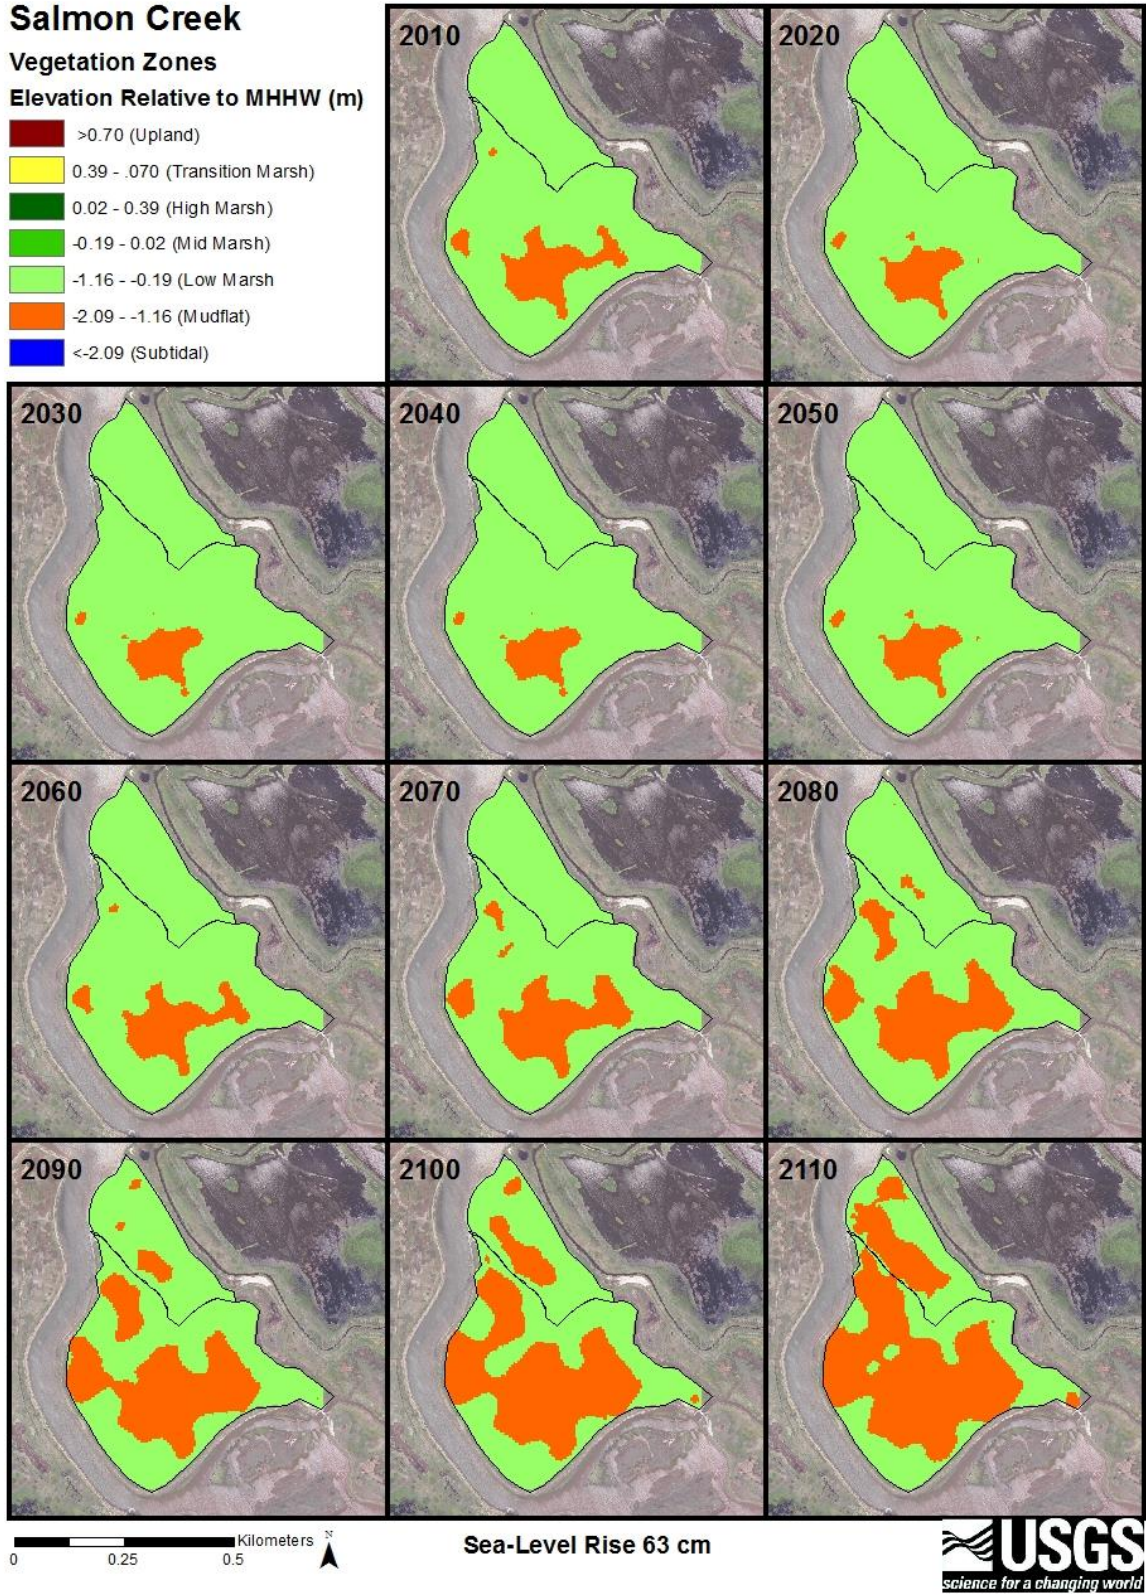 Salmon Creek
Vegetation Zones
Elevation Relative to MHHW (m)
>0.70 (Upland)
0.39 - .070 (Transition Marsh)
0.02 - 0.39 (High Marsh)
-0.19 - 0.02 (Mid Marsh)
-1.16 - -0.19 (Low Marsh
-2.09 - -1.16 (Mudflat)
<-2.09 (Subtidal)
2010
2020
2030
2040
2050
2060
2070
2080
2090
2100
2110
Kilometers
0 0.25 0.5
N
Sea-Level Rise 63 cm
USGS
science for a changing world